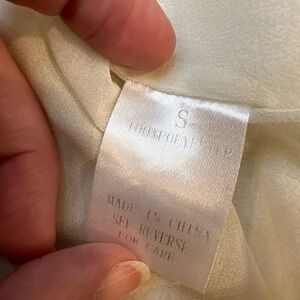 S
100%POLYESTER
MADE IN CHINA
SEE REVERSE
FOR CARE